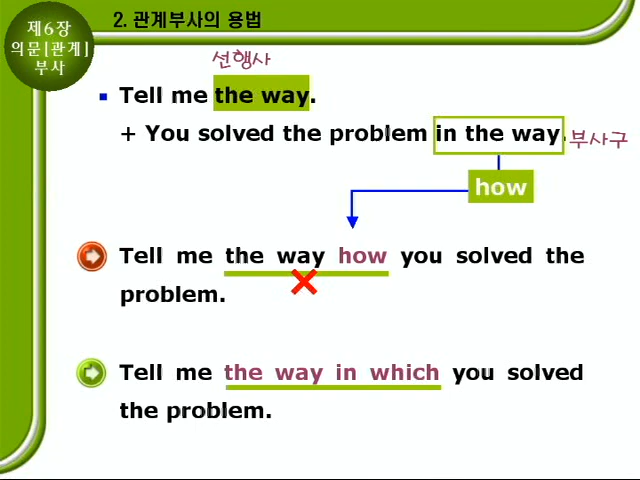 제6장
의문[관계]
부사
2. 관계부사의 용법
선행사
Tell me the way.
+ You solved the problem in the way.
부사구
how
Tell me the way how you solved the
problem.
Tell me the way in which you solved
the problem.